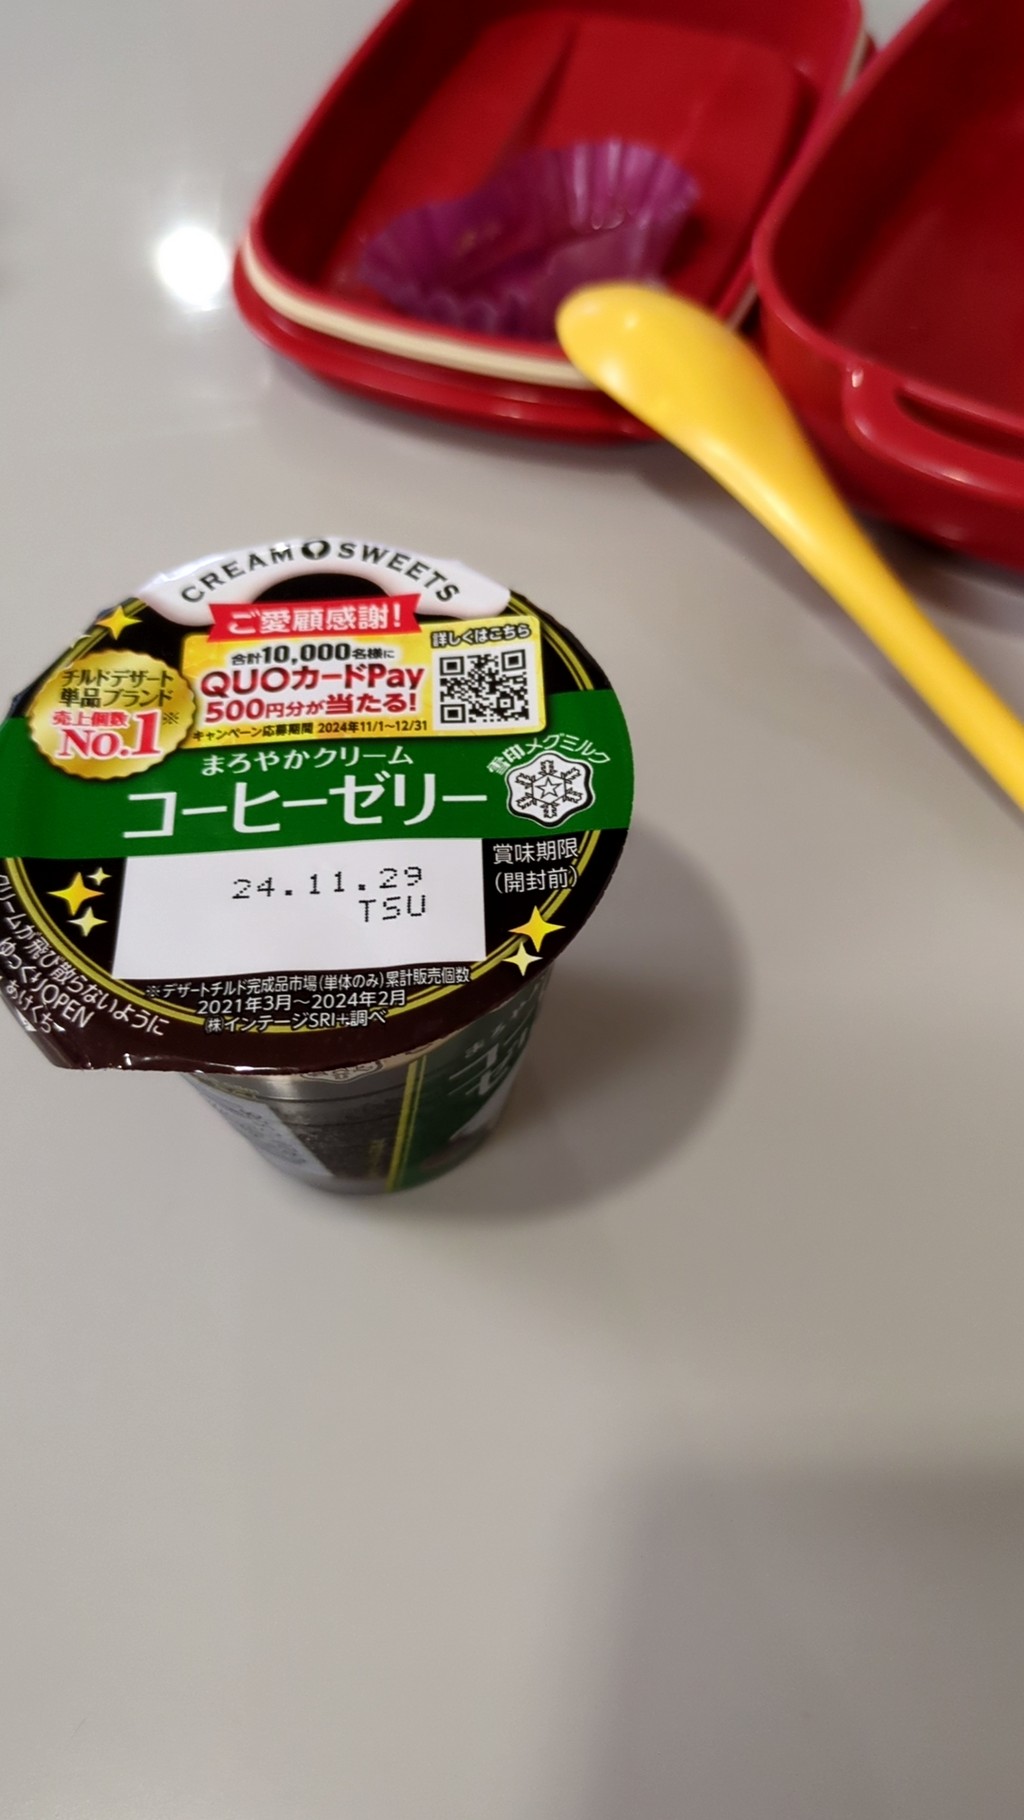 CREAM SWEETS
ご愛顧感謝!
合計10,000名様に
QUOカードPay
500円分が当たる!
キャンペーン応募期間 2024年11/1~12/31
詳しくはこちら
チルドデザート
単品ブランド
売上個数
No.1※
まろやかクリーム
コーヒーゼリー
雪印メグミルク
賞味期限
(開封前)
24.11.29
TSU
※デザートチルド完成品市場(単体のみ)累計販売個数
2021年3月~2024年2月
㈱インテージSRI+調べ
クリームが飛び散らないように
ゆっくりOPEN
あけくち